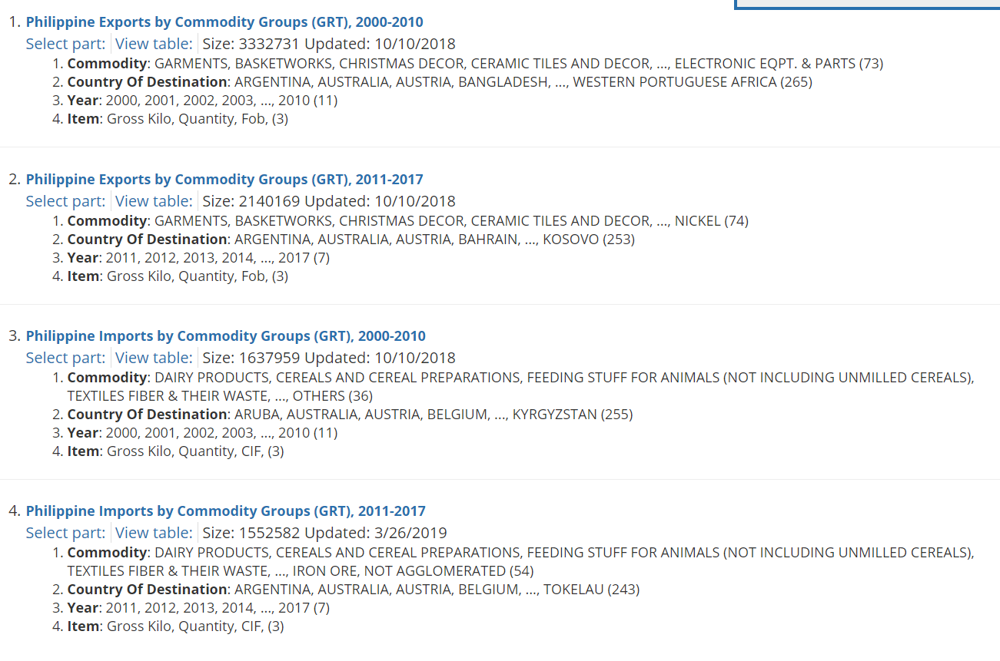 1. Philippine Exports by Commodity Groups (GRT), 2000-2010
Select part: View table: Size: 3332731 Updated: 10/10/2018
1. Commodity: GARMENTS, BASKETWORKS, CHRISTMAS DECOR, CERAMIC TILES AND DECOR, ..., ELECTRONIC EQPT. & PARTS (73)
2. Country Of Destination: ARGENTINA, AUSTRALIA, AUSTRIA, BANGLADESH, ..., WESTERN PORTUGUESE AFRICA (265)
3. Year: 2000, 2001, 2002, 2003, ..., 2010 (11)
4. Item: Gross Kilo, Quantity, Fob, (3)
2. Philippine Exports by Commodity Groups (GRT), 2011-2017
Select part: View table: Size: 2140169 Updated: 10/10/2018
1. Commodity: GARMENTS, BASKETWORKS, CHRISTMAS DECOR, CERAMIC TILES AND DECOR, ..., NICKEL (74)
2. Country Of Destination: ARGENTINA, AUSTRALIA, AUSTRIA, BAHRAIN, ..., KOSOVO (253)
3. Year: 2011, 2012, 2013, 2014, ..., 2017 (7)
4. Item: Gross Kilo, Quantity, Fob, (3)
3. Philippine Imports by Commodity Groups (GRT), 2000-2010
Select part: View table: Size: 1637959 Updated: 10/10/2018
1. Commodity: DAIRY PRODUCTS, CEREALS AND CEREAL PREPARATIONS, FEEDING STUFF FOR ANIMALS (NOT INCLUDING UNMILLED CEREALS),
TEXTILES FIBER & THEIR WASTE, ..., OTHERS (36)
2. Country Of Destination: ARUBA, AUSTRALIA, AUSTRIA, BELGIUM, ..., KYRGYZSTAN (255)
3. Year: 2000, 2001, 2002, 2003, ..., 2010 (11)
4. Item: Gross Kilo, Quantity, CIF, (3)
4. Philippine Imports by Commodity Groups (GRT), 2011-2017
Select part: View table: Size: 1552582 Updated: 3/26/2019
1. Commodity: DAIRY PRODUCTS, CEREALS AND CEREAL PREPARATIONS, FEEDING STUFF FOR ANIMALS (NOT INCLUDING UNMILLED CEREALS),
TEXTILES FIBER & THEIR WASTE, ..., IRON ORE, NOT AGGLOMERATED (54)
2. Country Of Destination: ARGENTINA, AUSTRALIA, AUSTRIA, BELGIUM, ..., TOKELAU (243)
3. Year: 2011, 2012, 2013, 2014, ..., 2017 (7)
4. Item: Gross Kilo, Quantity, CIF, (3)